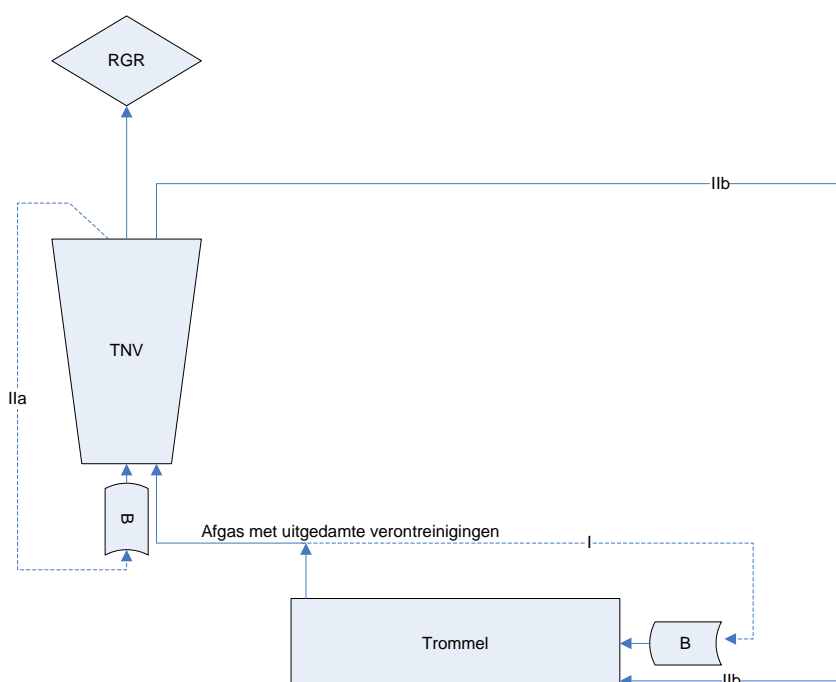 RGR
IIb
TNV
IIa
B
Afgas met uitgedamte verontreinigingen
I
Trommel
B
IIb